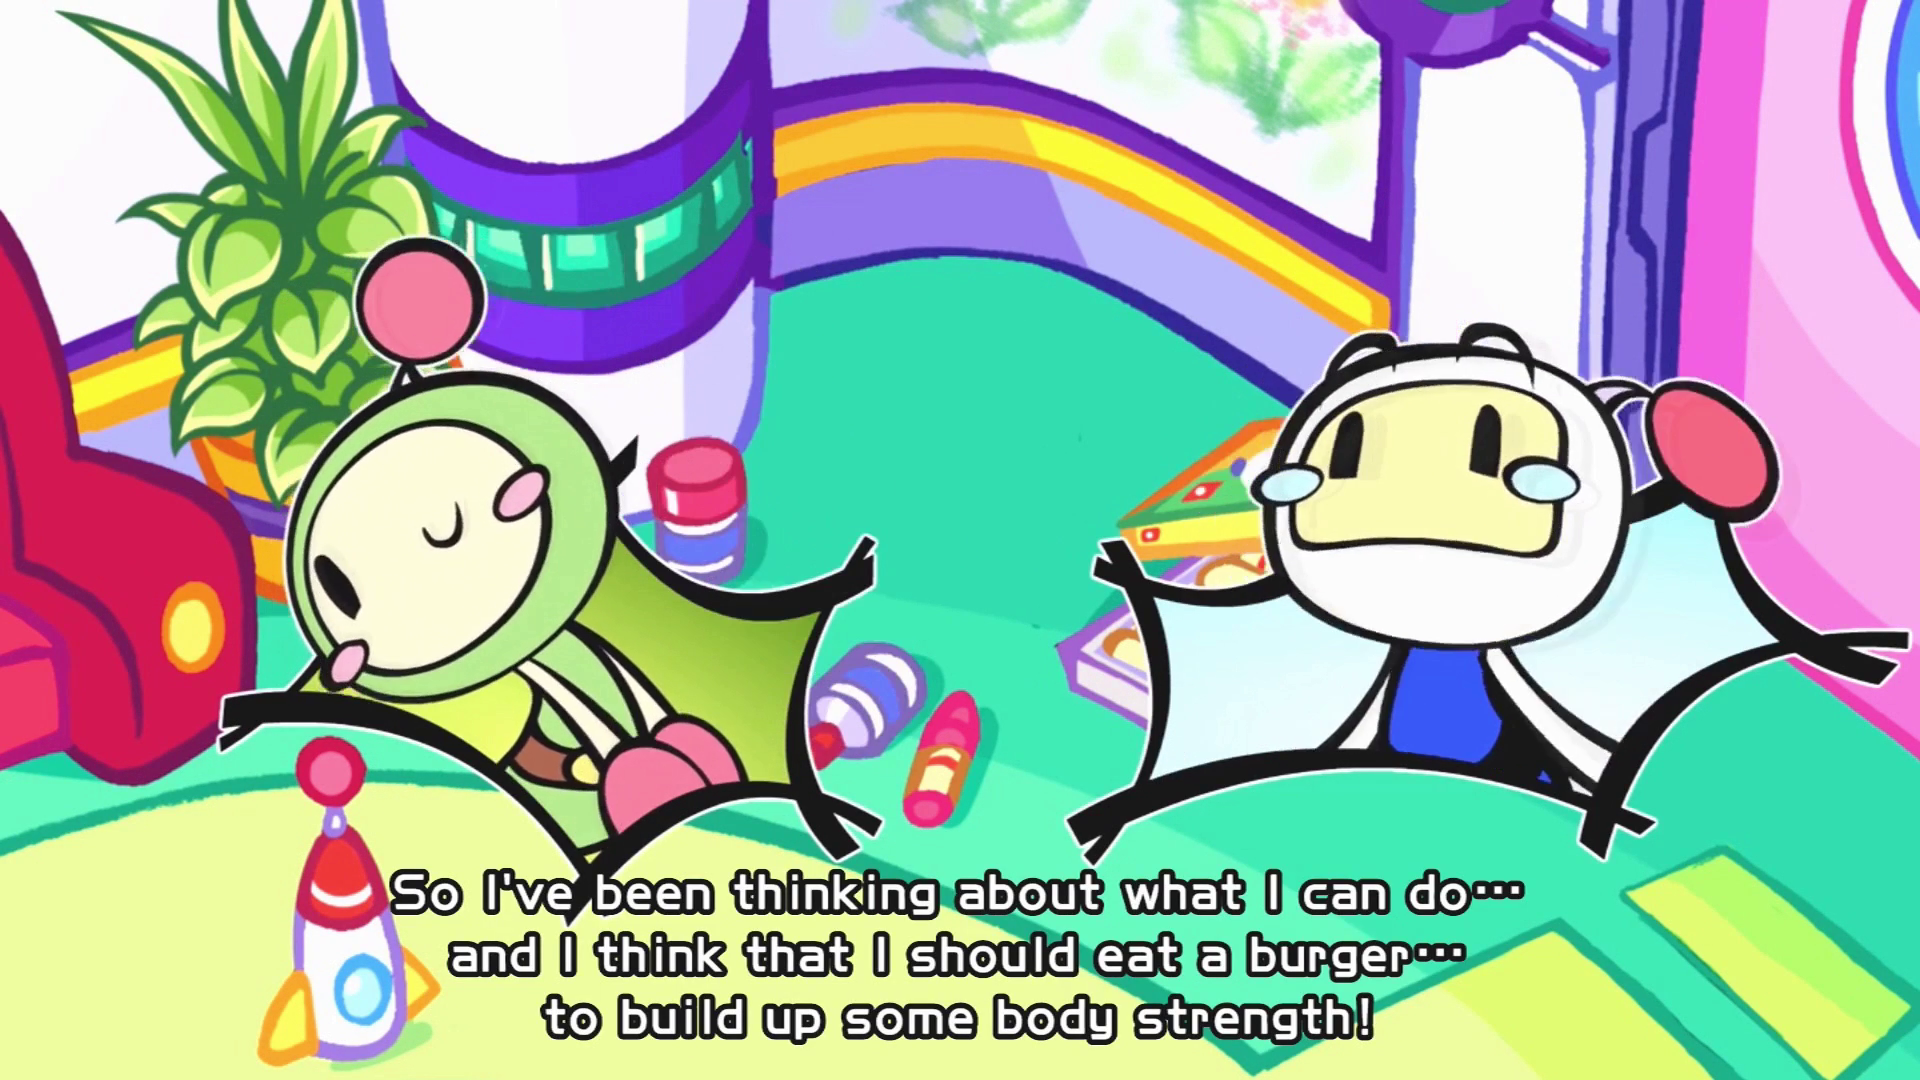 So I've been thinking about what I can do…
and I think that I should eat a burger…
to build up some body strength!